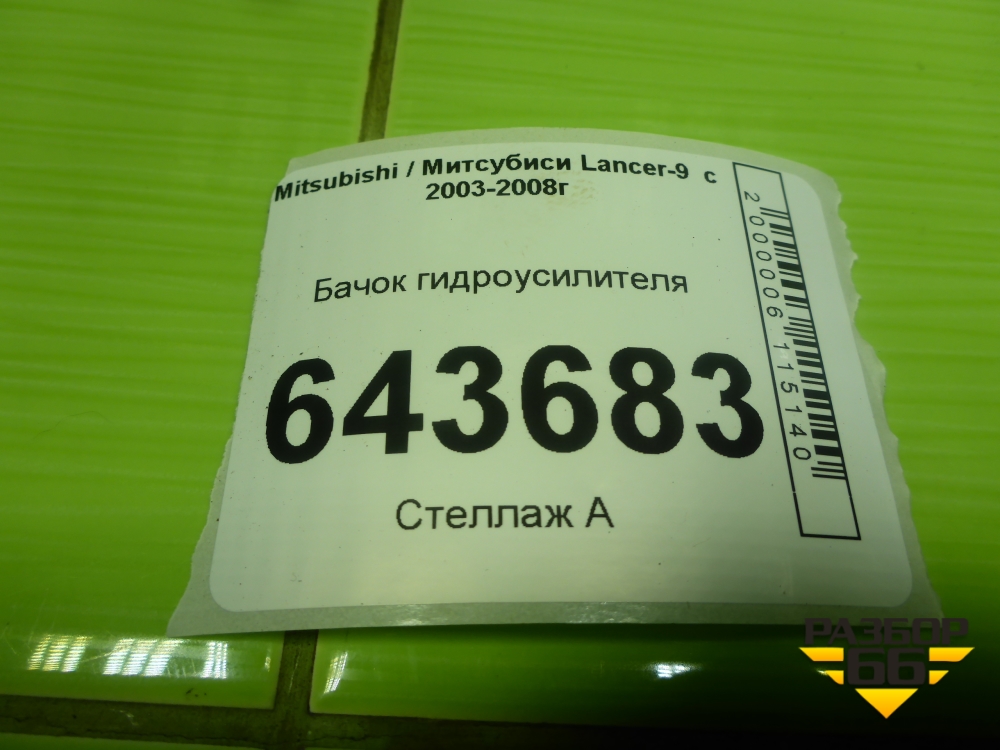 Mitsubishi / Митсубиси Lancer-9 с
2003-2008г
Бачок гидроусилителя
643683
Стеллаж А
2000006115140
РАЗБОР
66